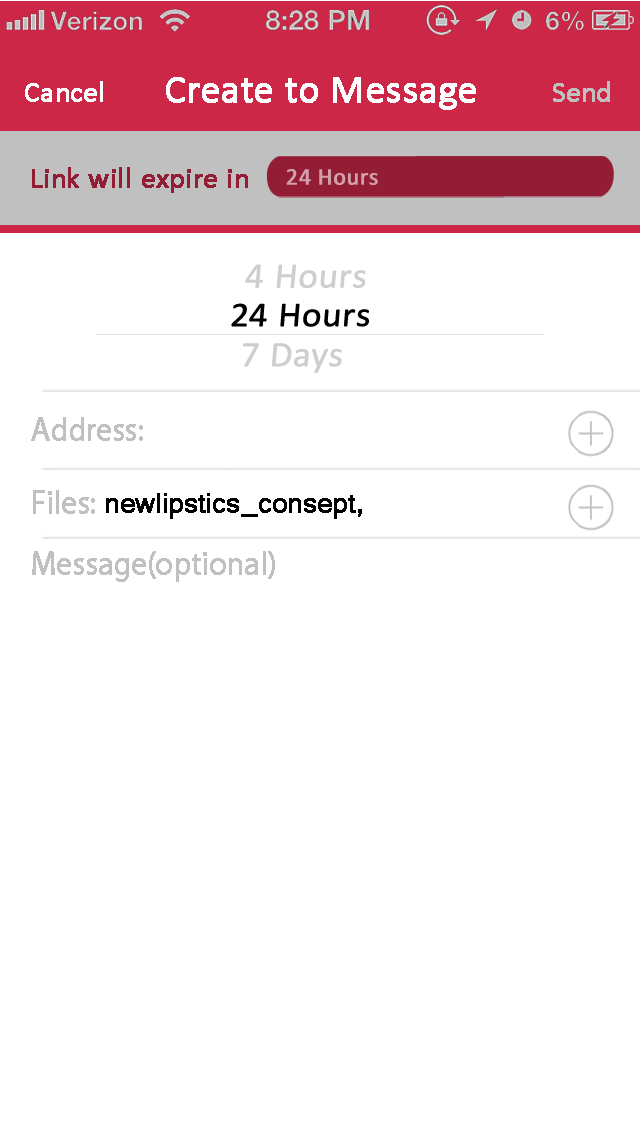 Verizon 8:28 PM 6%
Cancel Create to Message Send
Link will expire in 24 Hours
4 Hours
24 Hours
7 Days
Address:
Files: newlipstics_consept,
Message(optional)